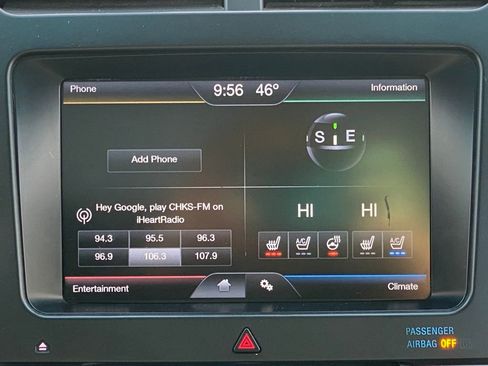 Phone
9:56 46°
Information
S E
Add Phone
Hey Google, play CHKS-FM on
iHeartRadio
94.3 95.5 96.3
96.9 106.3 107.9
HI HI
A/C A/C
Entertainment
Climate
PASSENGER
AIRBAG OFF